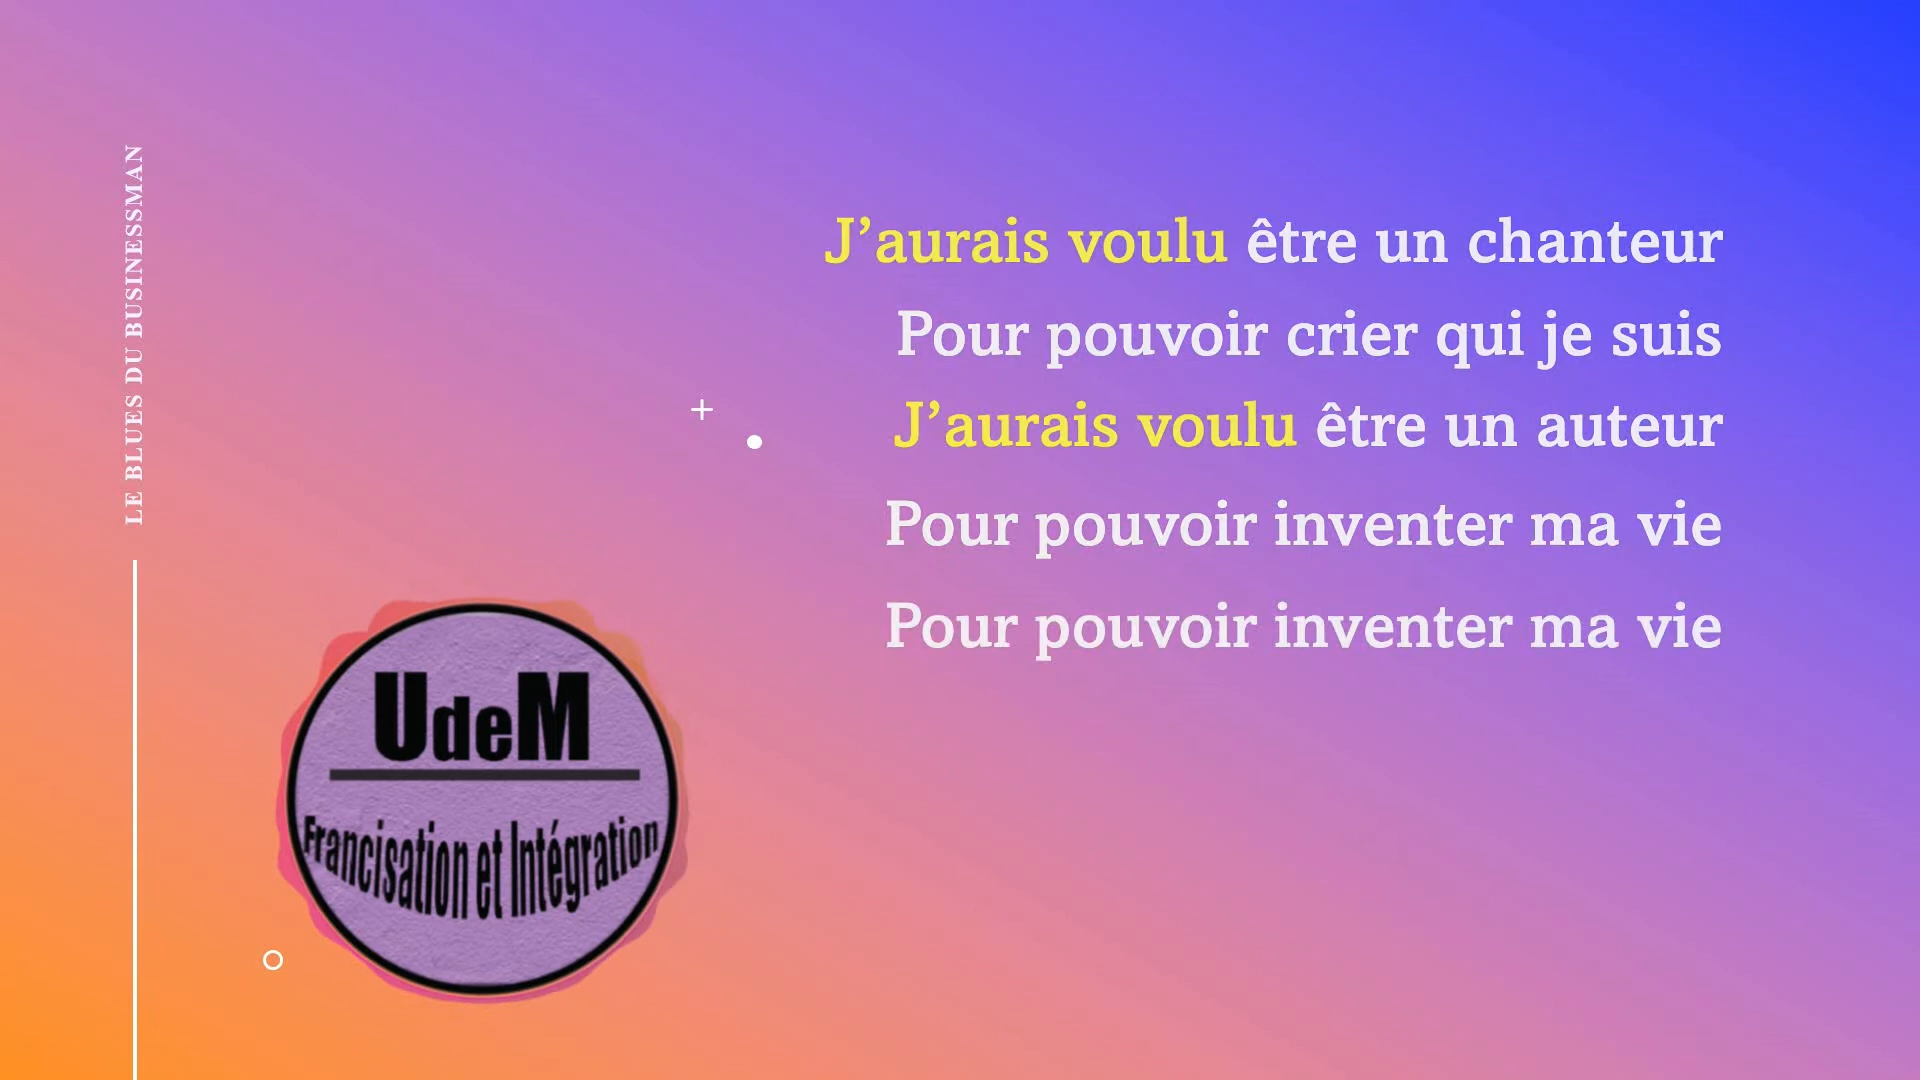 LE BLUES DU BUSINESSMAN
J’aurais voulu être un chanteur
Pour pouvoir crier qui je suis
J’aurais voulu être un auteur
Pour pouvoir inventer ma vie
Pour pouvoir inventer ma vie
UdeM
Francisation et Intégration